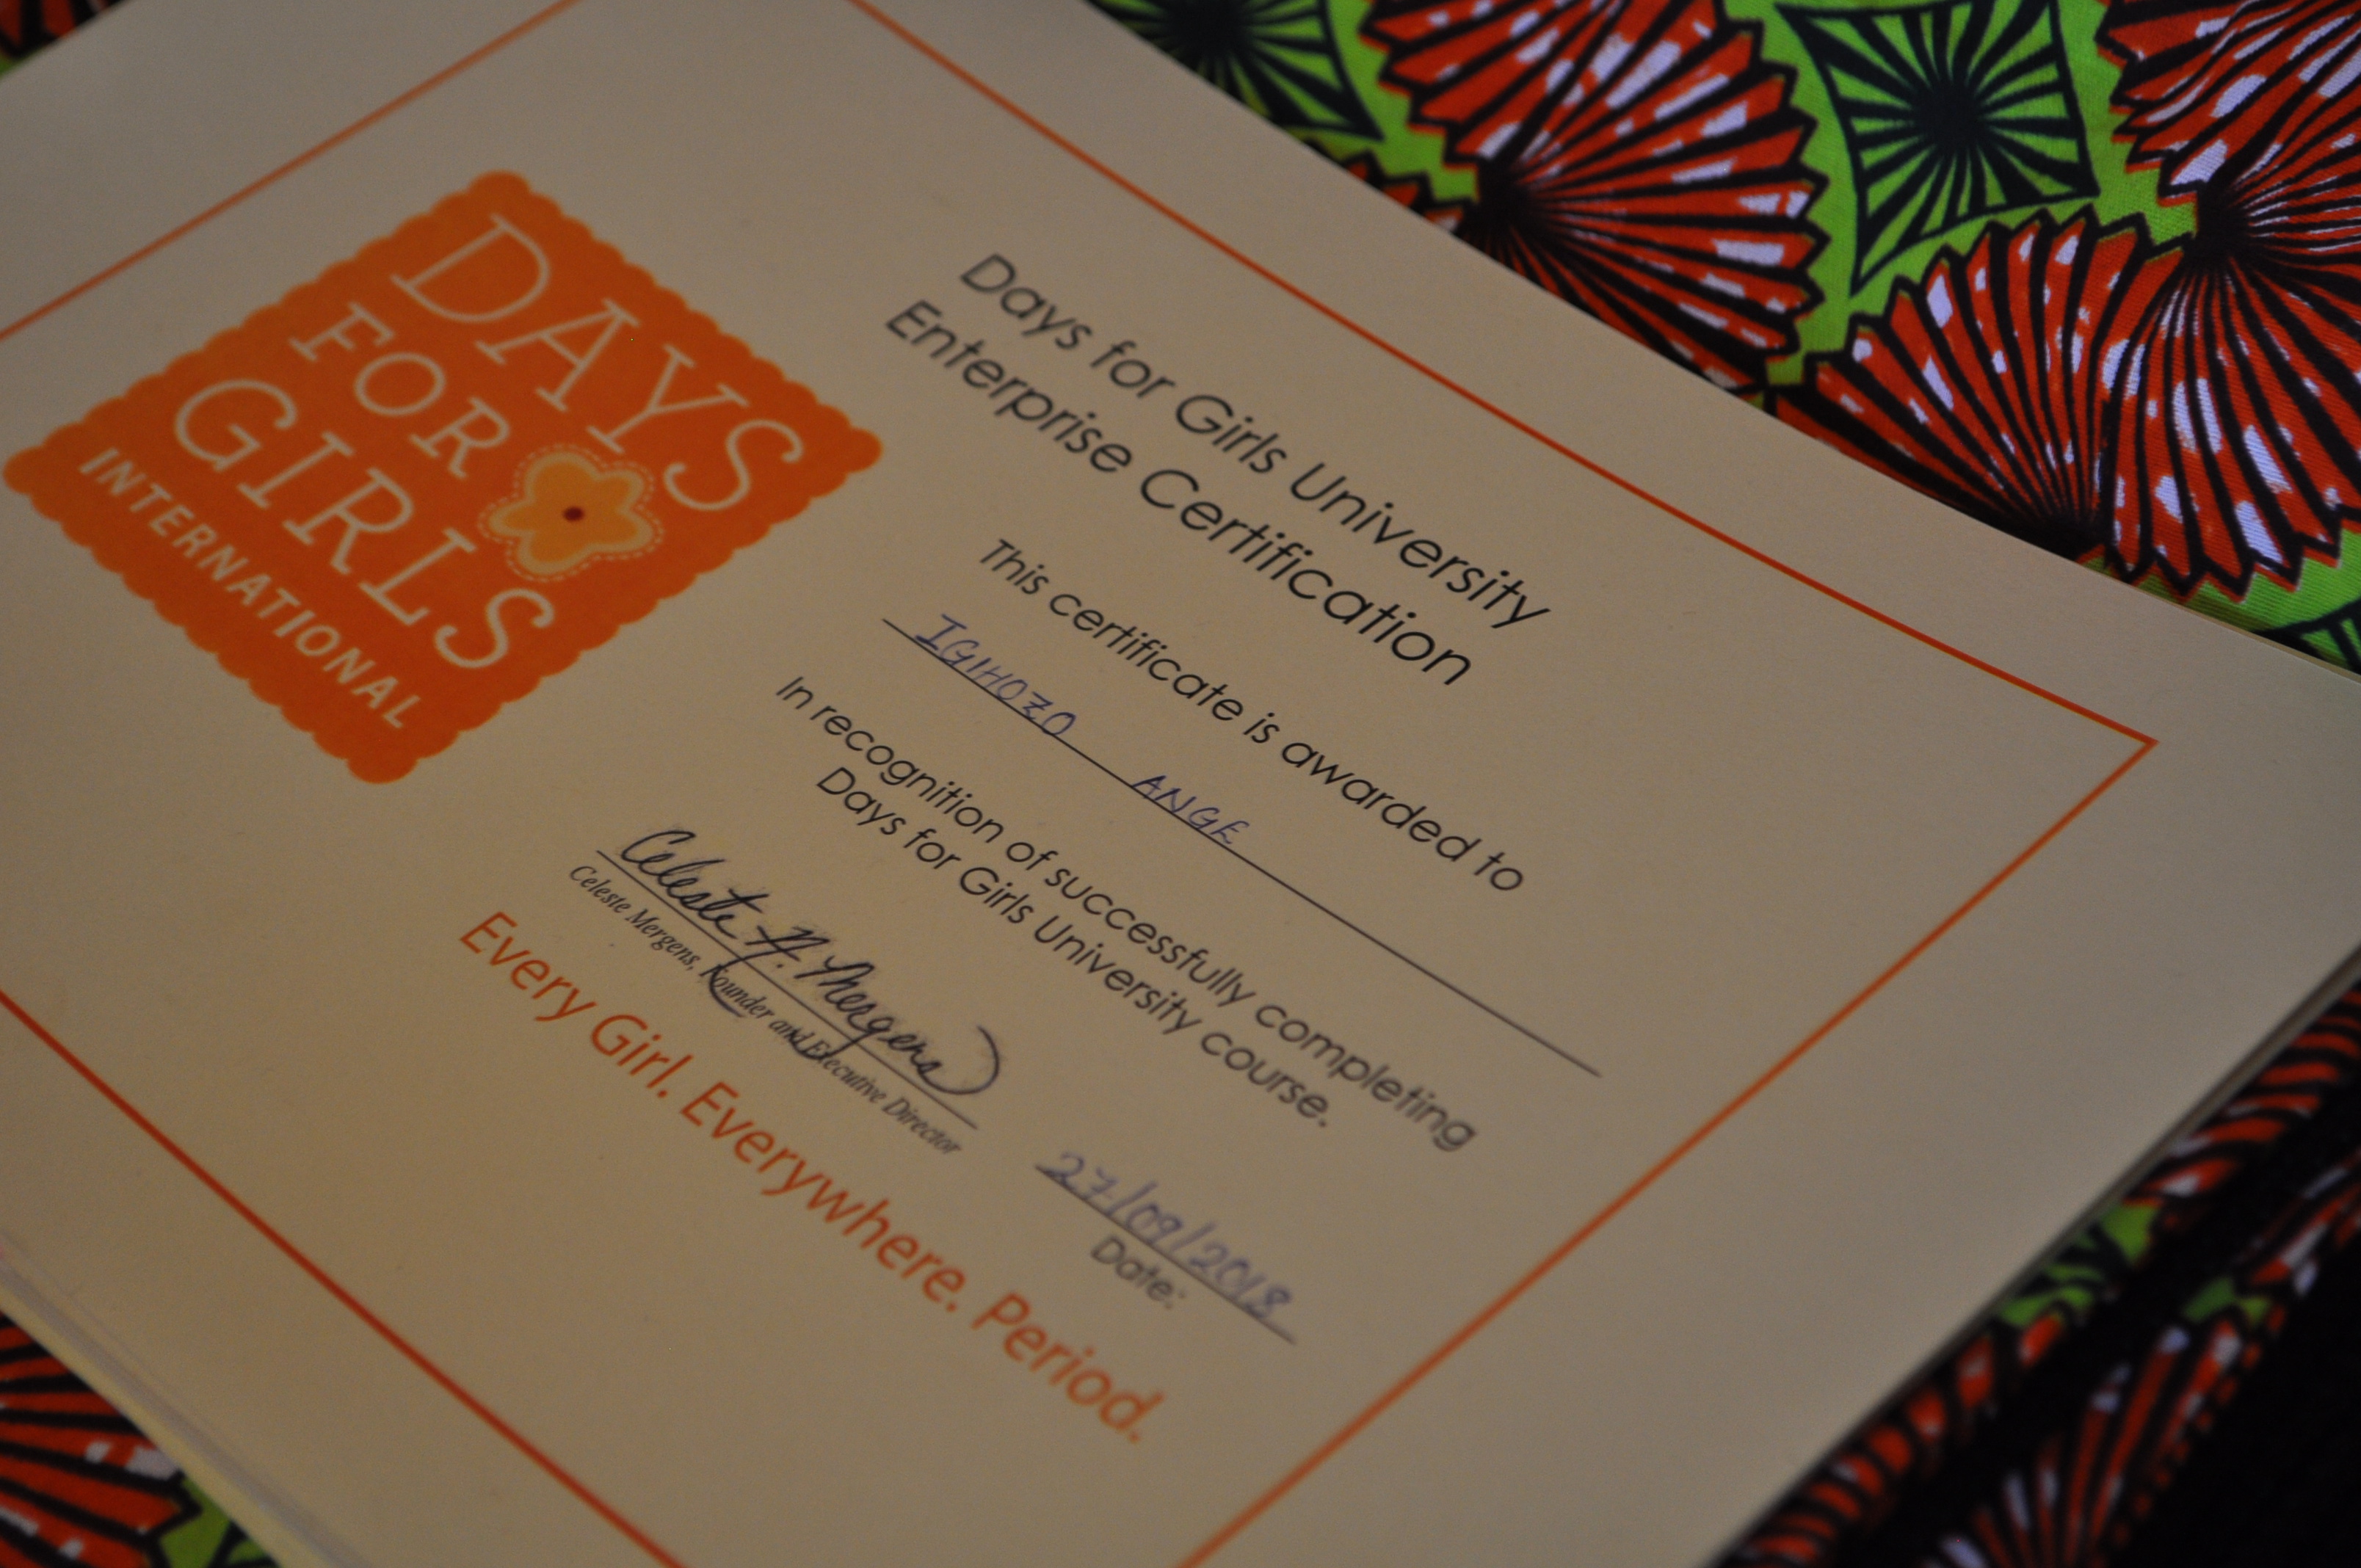 DAYS
FOR
GIRLS
INTERNATIONAL
Days for Girls University
Enterprise Certification
This certificate is awarded to
IGIHOZO ANGE
In recognition of successfully completing
Days for Girls University course.
Celeste A. Mergens
Celeste Mergens, Founder and Executive Director
27/09/2018
Date:
Every Girl. Everywhere. Period.